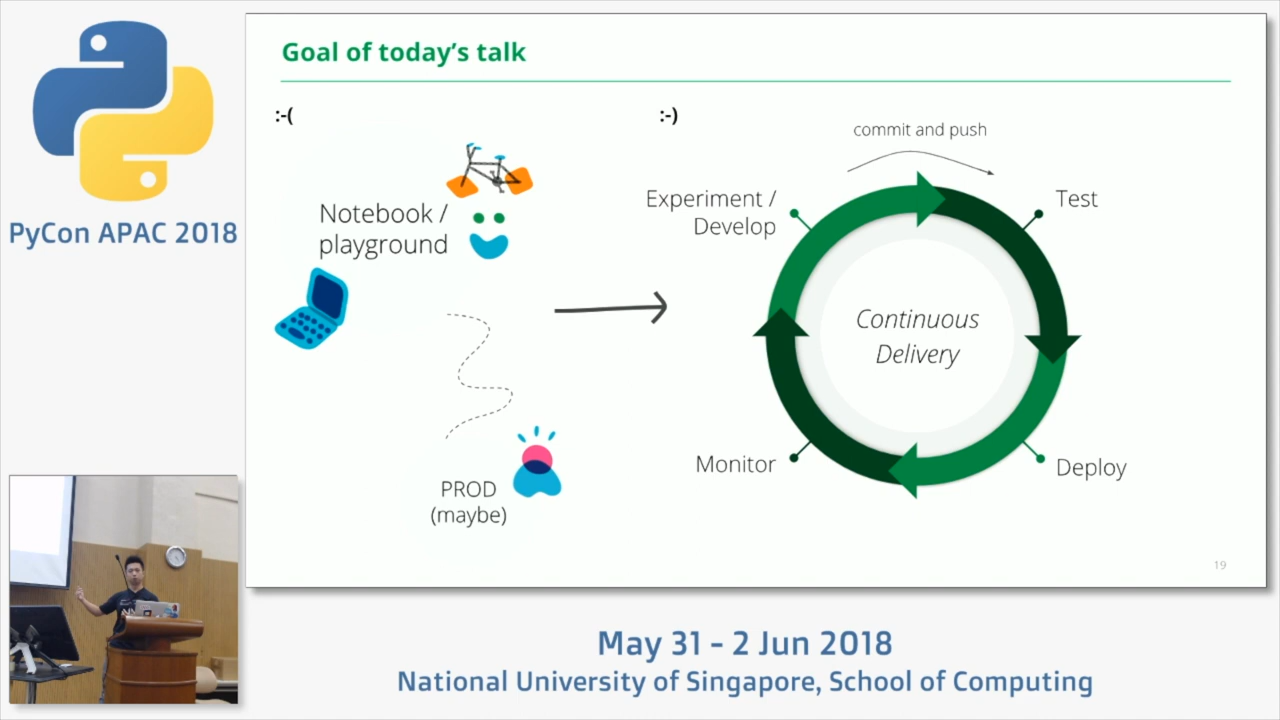 PyCon APAC 2018
Goal of today's talk
:-(
Notebook /
playground
PROD
(maybe)
:-)
commit and push
Experiment /
Develop
Test
Continuous
Delivery
Monitor
Deploy
19
May 31 - 2 Jun 2018
National University of Singapore, School of Computing